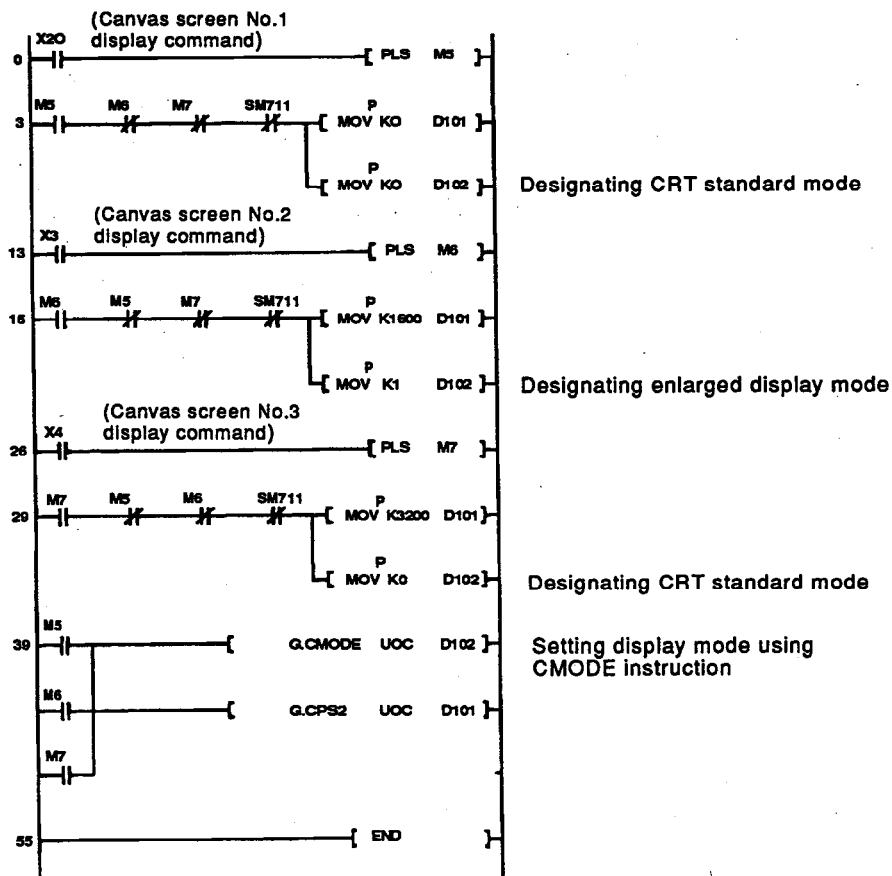 (Canvas screen No.1
X20 display command)
0 [ PLS M5 ]
M5 M6 M7 SM711 P
3 [ MOV K0 D101 ]
P
[ MOV K0 D102 ] Designating CRT standard mode
(Canvas screen No.2
X3 display command)
13 [ PLS M6 ]
M6 M5 M7 SM711 P
16 [ MOV K1600 D101 ]
P
[ MOV K1 D102 ] Designating enlarged display mode
(Canvas screen No.3
X4 display command)
26 [ PLS M7 ]
M7 M5 M6 SM711 P
29 [ MOV K3200 D101 ]
P
[ MOV K0 D102 ] Designating CRT standard mode
M5
39 [ G.CMODE UOC D102 ] Setting display mode using
CMODE instruction
M6
[ G.CPS2 UOC D101 ]
M7
55 [ END ]